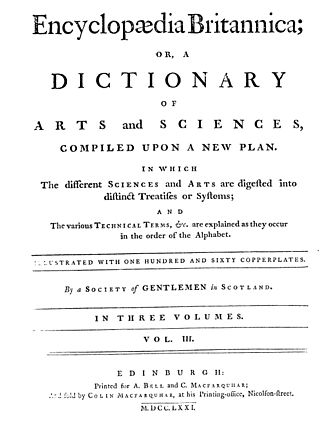 Encyclopædia Britannica;
OR, A
DICTIONARY
OF
ARTS and SCIENCES,
COMPILED UPON A NEW PLAN.
IN WHICH
The different SCIENCES and ARTS are digested into
distinct Treatises or Systems;
AND
The various TECHNICAL TERMS, &c. are explained as they occur
in the order of the Alphabet.
ILLUSTRATED WITH ONE HUNDRED AND SIXTY COPPERPLATES.
By a SOCIETY of GENTLEMEN in SCOTLAND.
IN THREE VOLUMES.
VOL. III.
EDINBURGH:
Printed for A. BELL and C. MACFARQUHAR;
And sold by COLIN MACFARQUHAR, at his Printing-office, Nicolson-street.
M.DCC.LXXI.